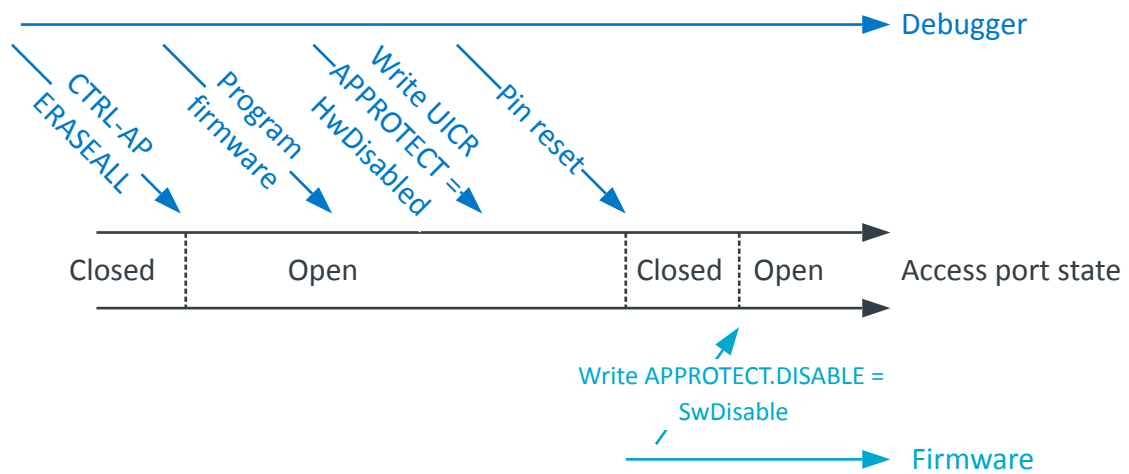 Debugger
CTRL-AP
ERASEALL
Program
firmware
Write UICR
APPROTECT =
HwDisabled
Pin reset
Closed
Open
Closed
Open
Access port state
Write APPROTECT.DISABLE =
SwDisable
Firmware